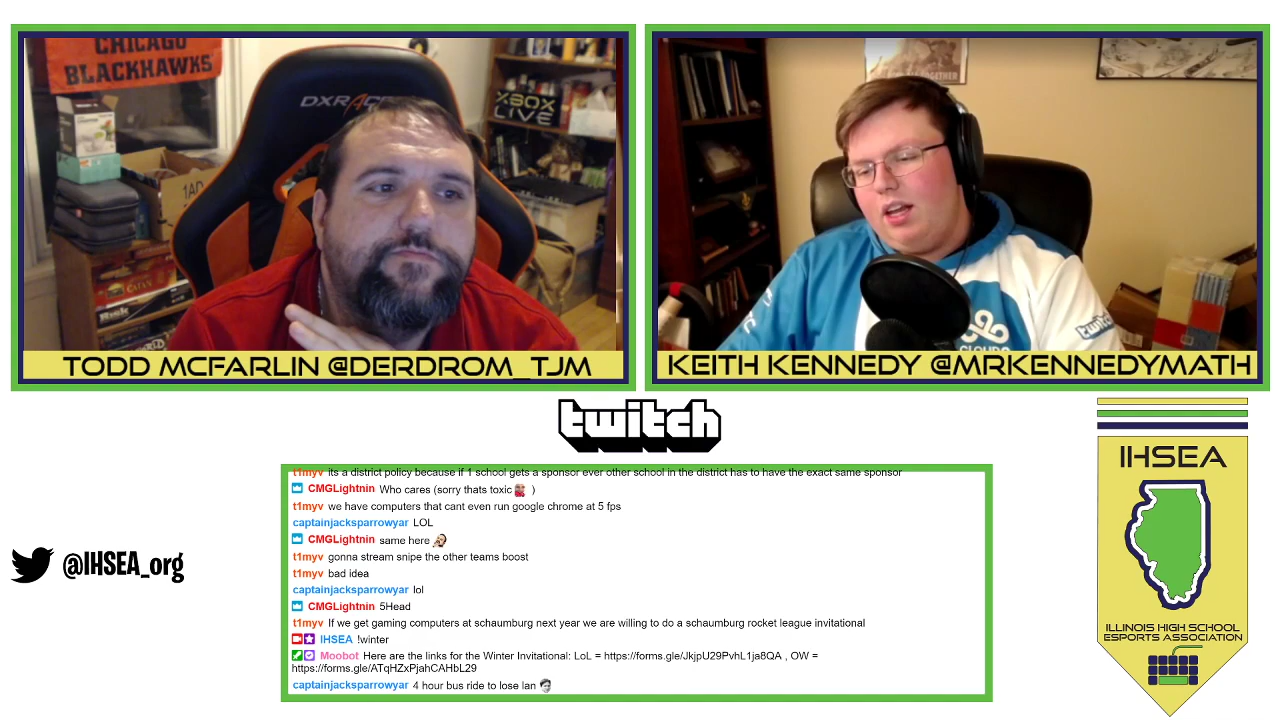 CHICAGO
BLACKHAWKS
DXRACER
XBOX
LIVE
1AD
CATAN
Risk
TOGETHER
CLOUD9
twitch
TODD MCFARLIN @DERDROM_TJM
KEITH KENNEDY @MRKENNEDYMATH
twitch
t1myv its a district policy because if 1 school gets a sponsor ever other school in the district has to have the exact same sponsor
CMGLightnin Who cares (sorry thats toxic )
t1myv we have computers that cant even run google chrome at 5 fps
captainjacksparrowyar LOL
CMGLightnin same here
t1myv gonna stream snipe the other teams boost
t1myv bad idea
captainjacksparrowyar lol
CMGLightnin 5Head
t1myv If we get gaming computers at schaumburg next year we are willing to do a schaumburg rocket league invitational
IHSEA !winter
Moobot Here are the links for the Winter Invitational: LoL = https://forms.gle/JkjpU29PvhL1ja8QA , OW =
https://forms.gle/ATqHZxPjahCAHbL29
captainjacksparrowyar 4 hour bus ride to lose lan
@IHSEA_org
IHSEA
ILLINOIS HIGH SCHOOL
ESPORTS ASSOCIATION